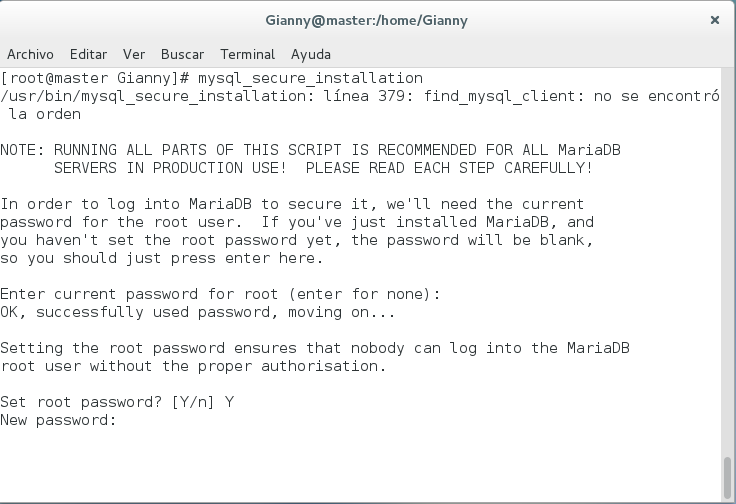 Gianny@master:/home/Gianny
Archivo Editar Ver Buscar Terminal Ayuda
[root@master Gianny]# mysql_secure_installation
/usr/bin/mysql_secure_installation: línea 379: find_mysql_client: no se encontró
 la orden
NOTE: RUNNING ALL PARTS OF THIS SCRIPT IS RECOMMENDED FOR ALL MariaDB
      SERVERS IN PRODUCTION USE!  PLEASE READ EACH STEP CAREFULLY!
In order to log into MariaDB to secure it, we'll need the current
password for the root user.  If you've just installed MariaDB, and
you haven't set the root password yet, the password will be blank,
so you should just press enter here.
Enter current password for root (enter for none):
OK, successfully used password, moving on...
Setting the root password ensures that nobody can log into the MariaDB
root user without the proper authorisation.
Set root password? [Y/n] Y
New password: